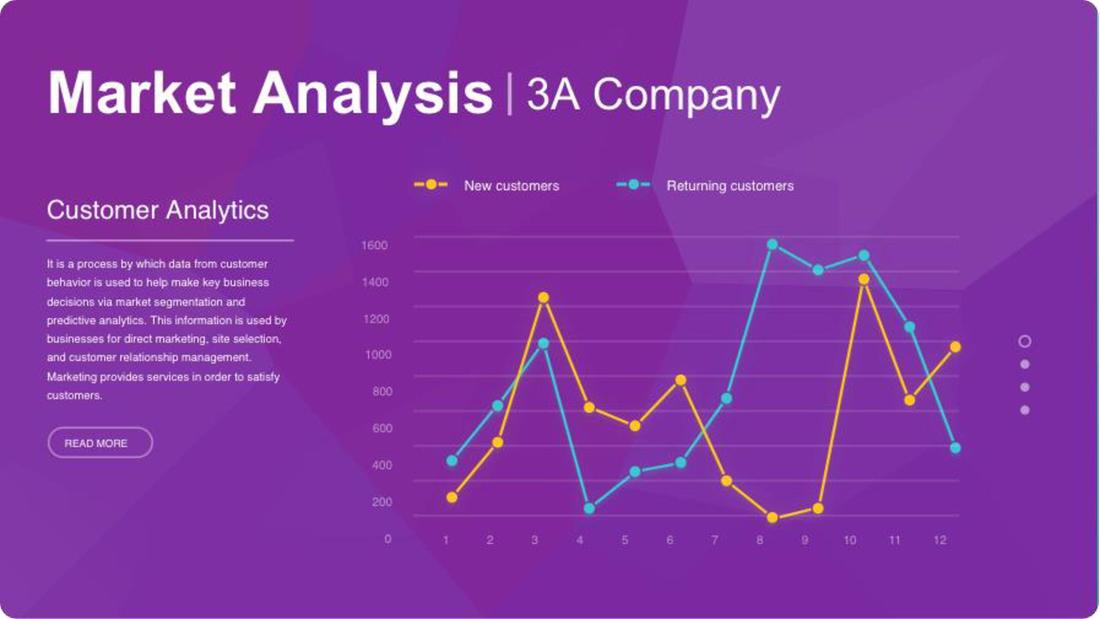 Market Analysis | 3A Company
New customers
Returning customers
Customer Analytics
It is a process by which data from customer
behavior is used to help make key business
decisions via market segmentation and
predictive analytics. This information is used by
businesses for direct marketing, site selection,
and customer relationship management.
Marketing provides services in order to satisfy
customers.
READ MORE
1600
1400
1200
1000
800
600
400
200
0 1 2 3 4 5 6 7 8 9 10 11 12